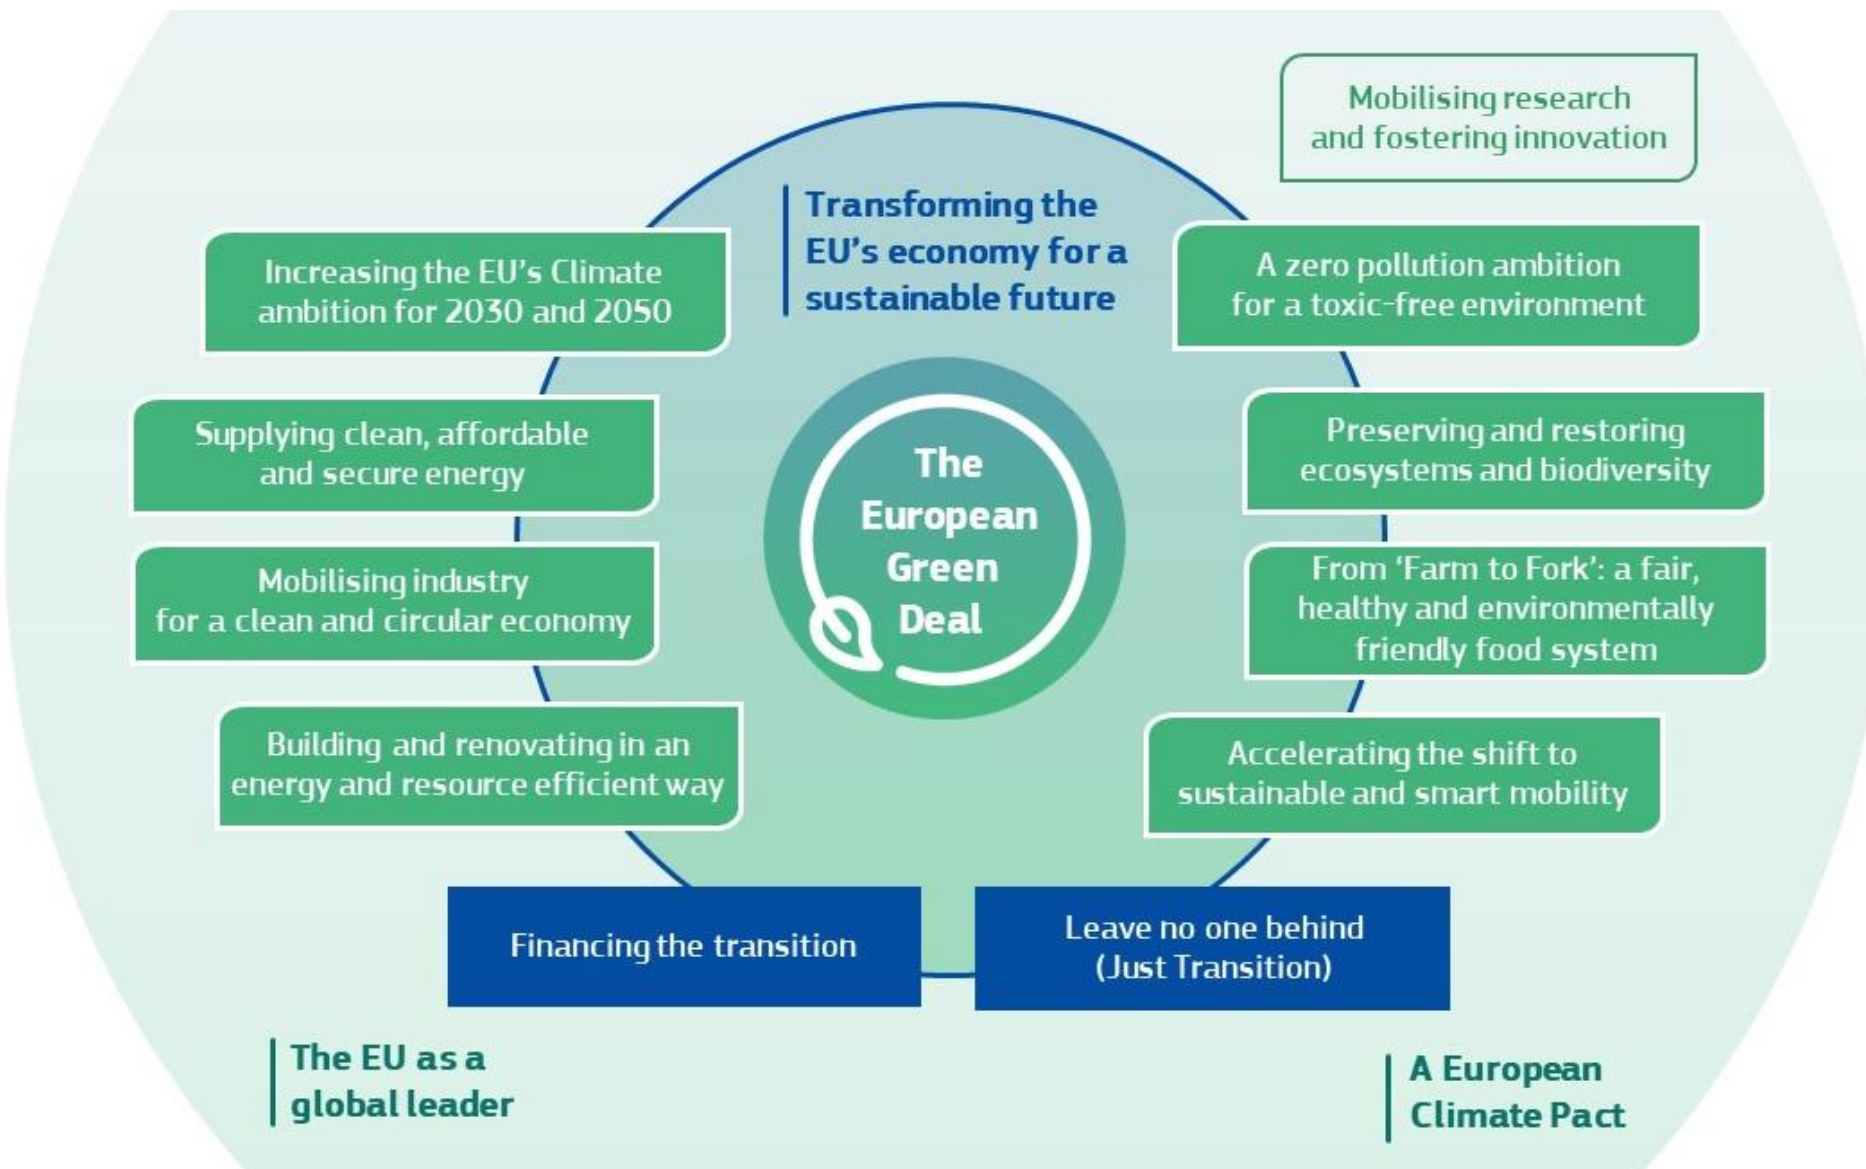 Mobilising research
and fostering innovation
Transforming the
EU's economy for a
sustainable future
Increasing the EU's Climate
ambition for 2030 and 2050
A zero pollution ambition
for a toxic-free environment
Supplying clean, affordable
and secure energy
Preserving and restoring
ecosystems and biodiversity
The
European
Green
Deal
Mobilising industry
for a clean and circular economy
From ‘Farm to Fork’: a fair,
healthy and environmentally
friendly food system
Building and renovating in an
energy and resource efficient way
Accelerating the shift to
sustainable and smart mobility
Financing the transition
Leave no one behind
(Just Transition)
The EU as a
global leader
A European
Climate Pact